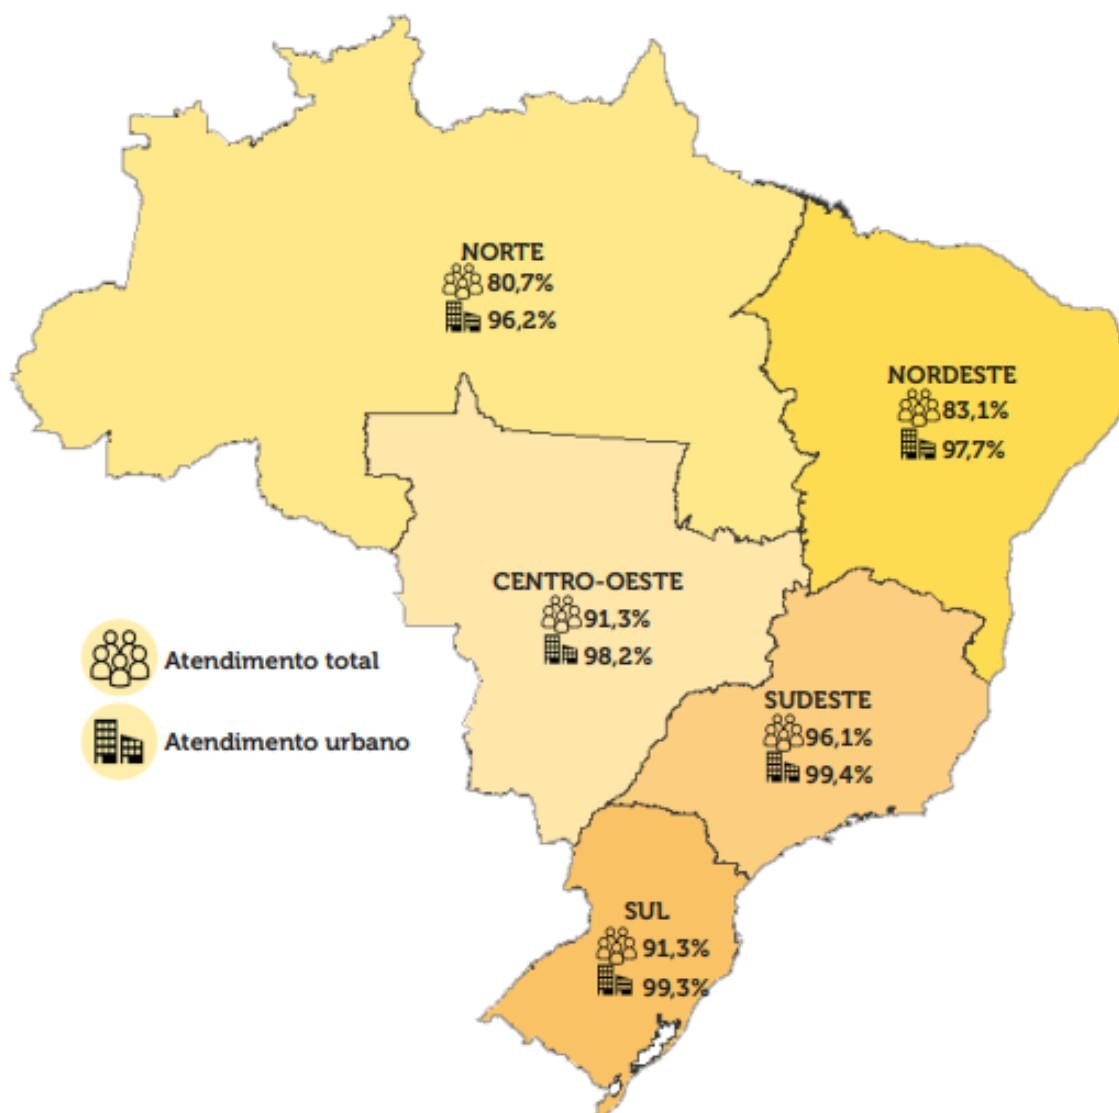 NORTE
80,7%
96,2%
NORDESTE
83,1%
97,7%
CENTRO-OESTE
91,3%
98,2%
Atendimento total
Atendimento urbano
SUDESTE
96,1%
99,4%
SUL
91,3%
99,3%